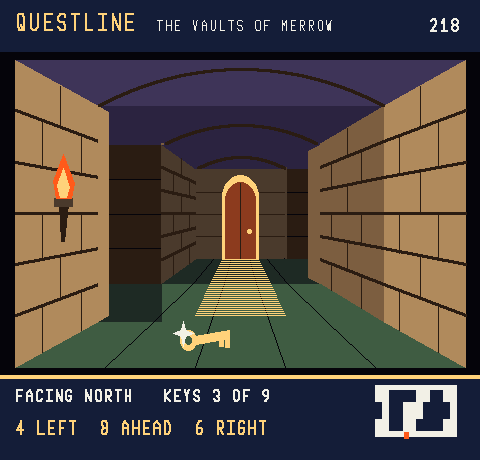 QUESTLINE THE VAULTS OF MERROW 218
FACING NORTH KEYS 3 OF 9
4 LEFT 8 AHEAD 6 RIGHT